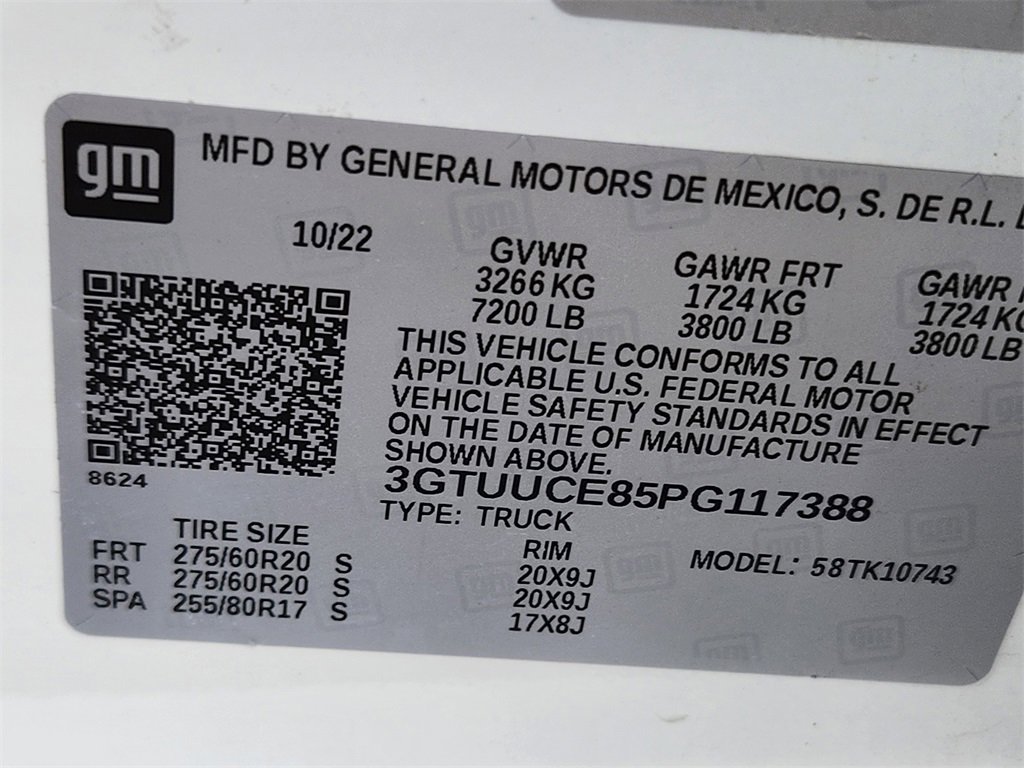 gm
MFD BY GENERAL MOTORS DE MEXICO, S. DE R.L.
10/22
GVWR GAWR FRT GAWR
3266 KG 1724 KG 1724
7200 LB 3800 LB 3800 LB
THIS VEHICLE CONFORMS TO ALL
APPLICABLE U.S. FEDERAL MOTOR
VEHICLE SAFETY STANDARDS IN EFFECT
ON THE DATE OF MANUFACTURE
SHOWN ABOVE.
8624
3GTUUCE85PG117388
TYPE: TRUCK
TIRE SIZE RIM MODEL: 58TK10743
FRT 275/60R20 S 20X9J
RR 275/60R20 S 20X9J
SPA 255/80R17 S 17X8J